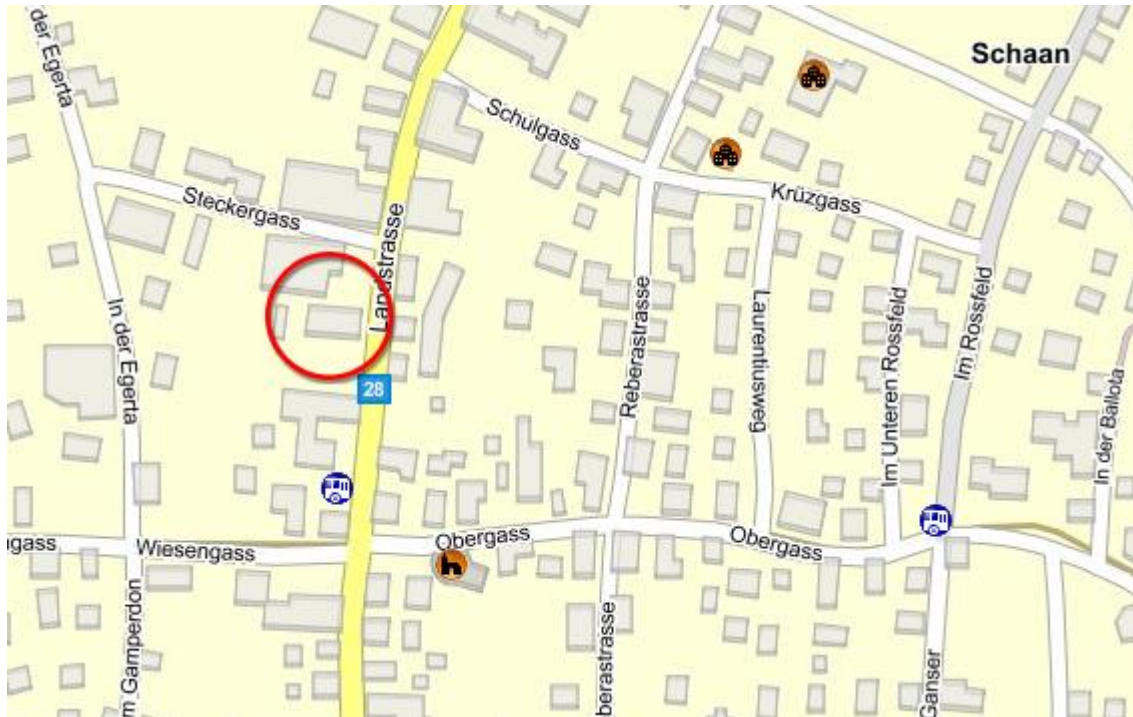 der Egerta
Schaan
Schulgass
Steckergass
Krüzgass
Landstrasse
In der Egerta
Reberastrasse
Laurentiusweg
Im Unteren Rossfeld
Im Rossfeld
In der Ballota
28
Obergass
Obergass
ngass
Wiesengass
m Gamperdon
berastrasse
Ganser